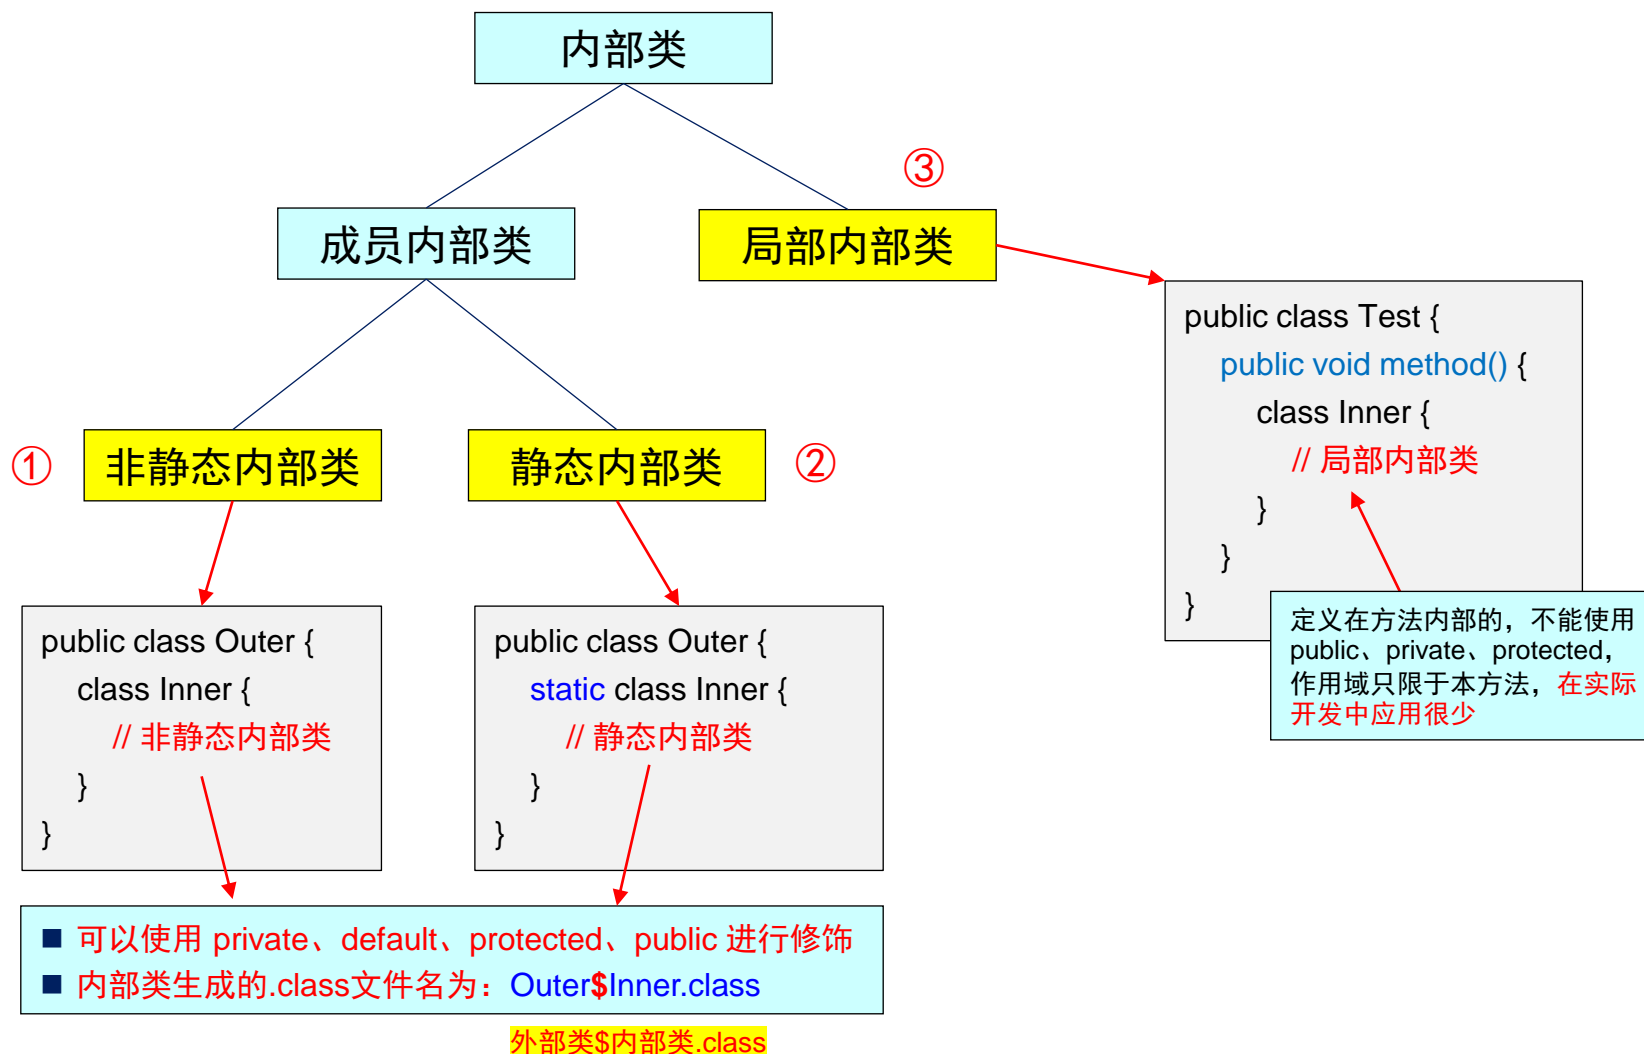 内部类
③
成员内部类
局部内部类
① 非静态内部类
静态内部类 ②
public class Outer {
class Inner {
// 非静态内部类
}
}
public class Outer {
static class Inner {
// 静态内部类
}
}
public class Test {
public void method() {
class Inner {
// 局部内部类
}
}
}
定义在方法内部的，不能使用
public、private、protected，
作用域只限于本方法，在实际
开发中应用很少
■ 可以使用 private、default、protected、public 进行修饰
■ 内部类生成的.class文件名为：Outer$Inner.class
外部类$内部类.class